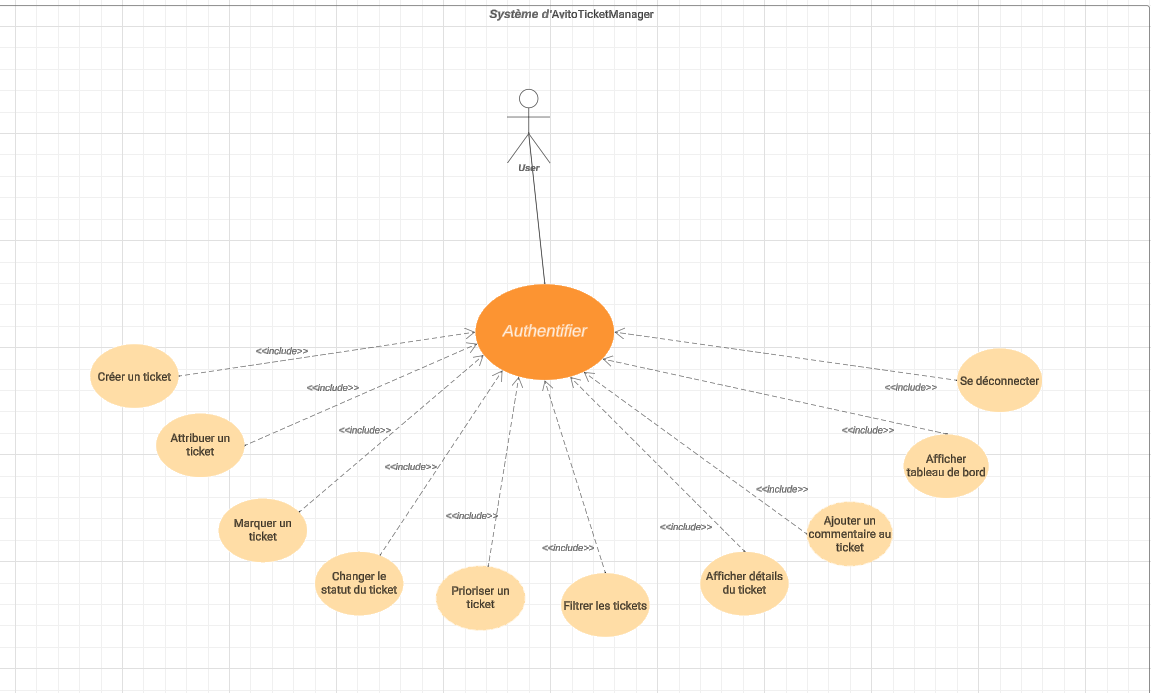 Système d'AvitoTicketManager
User
Authentifier
<<include>>
<<include>>
<<include>>
<<include>>
<<include>>
<<include>>
<<include>>
<<include>>
<<include>>
<<include>>
Créer un ticket
Attribuer un
ticket
Marquer un
ticket
Changer le
statut du ticket
Prioriser un
ticket
Filtrer les tickets
Afficher détails
du ticket
Ajouter un
commentaire au
ticket
Afficher
tableau de bord
Se déconnecter